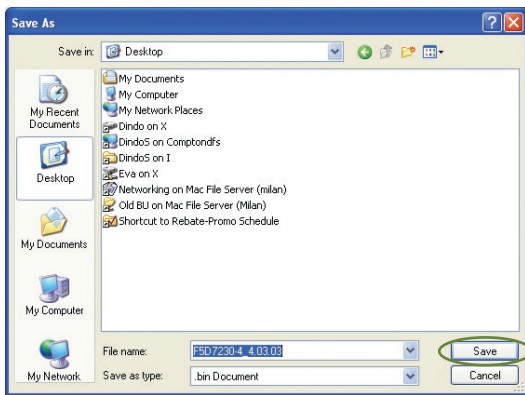 Save As
Save in:
Desktop
My Recent
Documents
Desktop
My Documents
My Computer
My Network
My Documents
My Computer
My Network Places
Dindo on X
DindoS on Comptondfs
DindoS on I
Eva on X
Networking on Mac File Server (milan)
Old BU on Mac File Server (Milan)
Shortcut to Rebate-Promo Schedule
File name:
F5D7230-4_4.03.03
Save
Save as type:
.bin Document
Cancel